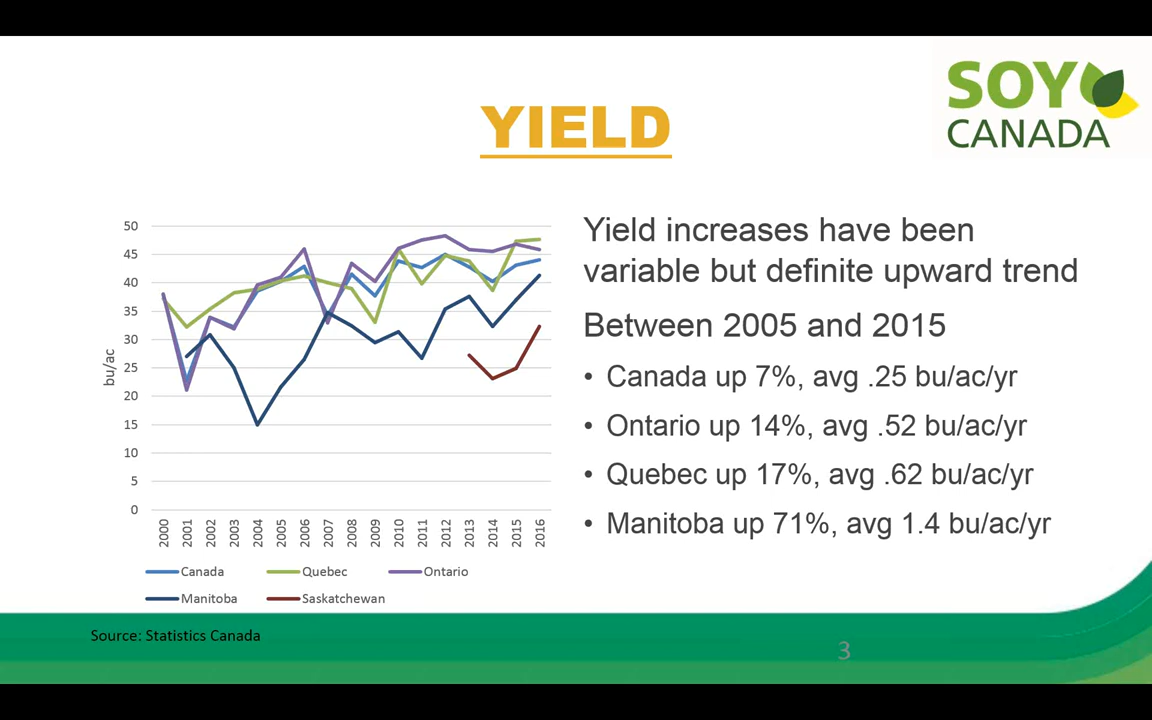 SOY
CANADA
YIELD
50
45
40
35
30
25
20
15
10
5
0
bu/ac
2000
2001
2002
2003
2004
2005
2006
2007
2008
2009
2010
2011
2012
2013
2014
2015
2016
Canada
Quebec
Ontario
Manitoba
Saskatchewan
Yield increases have been
variable but definite upward trend
Between 2005 and 2015
• Canada up 7%, avg .25 bu/ac/yr
• Ontario up 14%, avg .52 bu/ac/yr
• Quebec up 17%, avg .62 bu/ac/yr
• Manitoba up 71%, avg 1.4 bu/ac/yr
Source: Statistics Canada
3